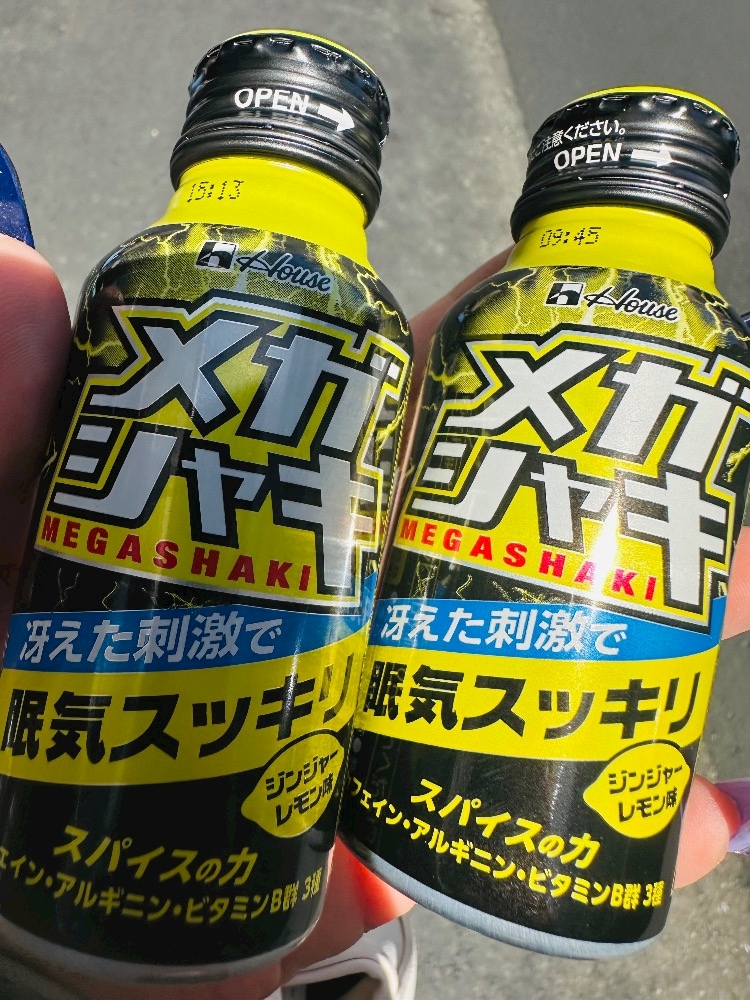 OPEN
15:13
House
メガ
シャキ
MEGASHAKI
冴えた刺激で
眠気スッキリ
ジンジャー
レモン味
スパイスの力
ェイン・アルギニン・ビタミンB群 3種
ご注意ください。
OPEN
09:45
House
メガ
シャキ
MEGASHAKI
冴えた刺激で
眠気スッキリ
ジンジャー
レモン味
スパイスの力
フェイン・アルギニン・ビタミンB群 3種